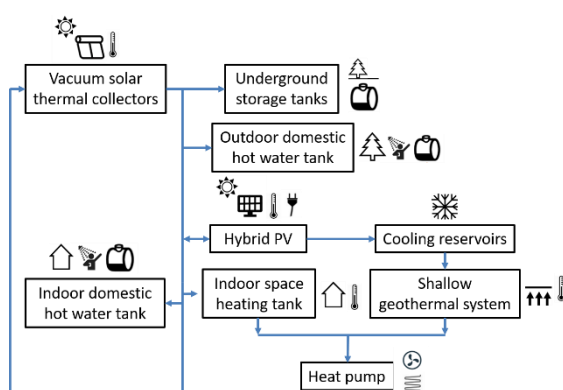 Vacuum solar
thermal collectors
Underground
storage tanks
Outdoor domestic
hot water tank
Hybrid PV
Cooling reservoirs
Indoor domestic
hot water tank
Indoor space
heating tank
Shallow
geothermal system
Heat pump